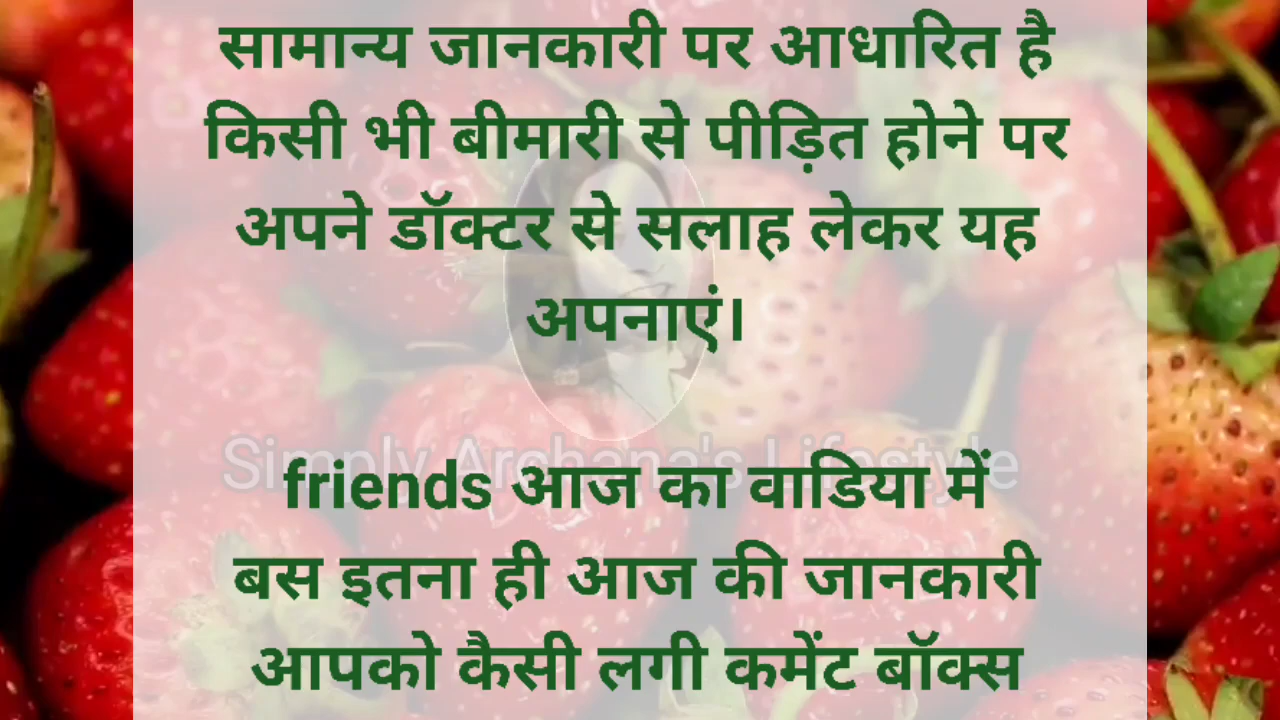 सामान्य जानकारी पर आधारित है
किसी भी बीमारी से पीड़ित होने पर
अपने डॉक्टर से सलाह लेकर यह
अपनाएं।
Simply Archana's Lifestyle
friends आज का वाडिया में
बस इतना ही आज की जानकारी
आपको कैसी लगी कमेंट बॉक्स